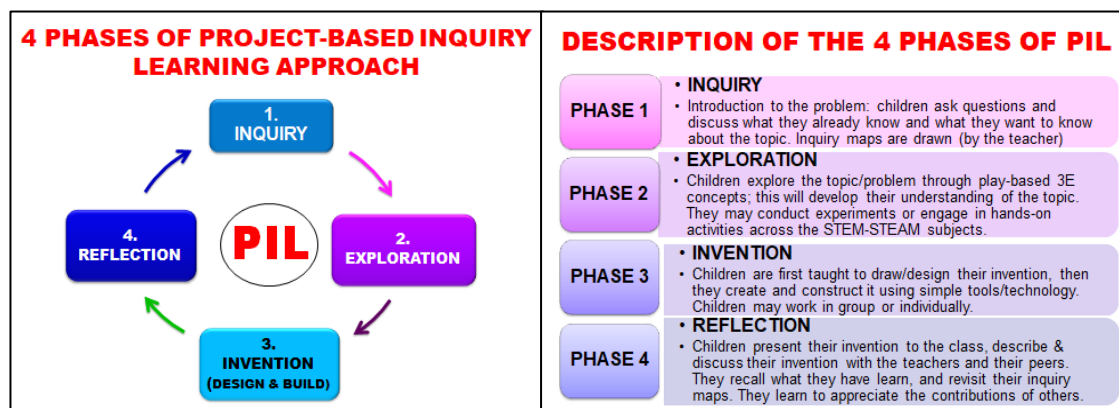 4 PHASES OF PROJECT-BASED INQUIRY
LEARNING APPROACH
1.
INQUIRY
2.
EXPLORATION
3.
INVENTION
(DESIGN & BUILD)
4.
REFLECTION
PIL
DESCRIPTION OF THE 4 PHASES OF PIL
PHASE 1
• INQUIRY
• Introduction to the problem: children ask questions and
discuss what they already know and what they want to know
about the topic. Inquiry maps are drawn (by the teacher)
PHASE 2
• EXPLORATION
• Children explore the topic/problem through play-based 3E
concepts; this will develop their understanding of the topic.
They may conduct experiments or engage in hands-on
activities across the STEM-STEAM subjects.
PHASE 3
• INVENTION
• Children are first taught to draw/design their invention, then
they create and construct it using simple tools/technology.
Children may work in group or individually.
PHASE 4
• REFLECTION
• Children present their invention to the class, describe &
discuss their invention with the teachers and their peers.
They recall what they have learn, and revisit their inquiry
maps. They learn to appreciate the contributions of others.